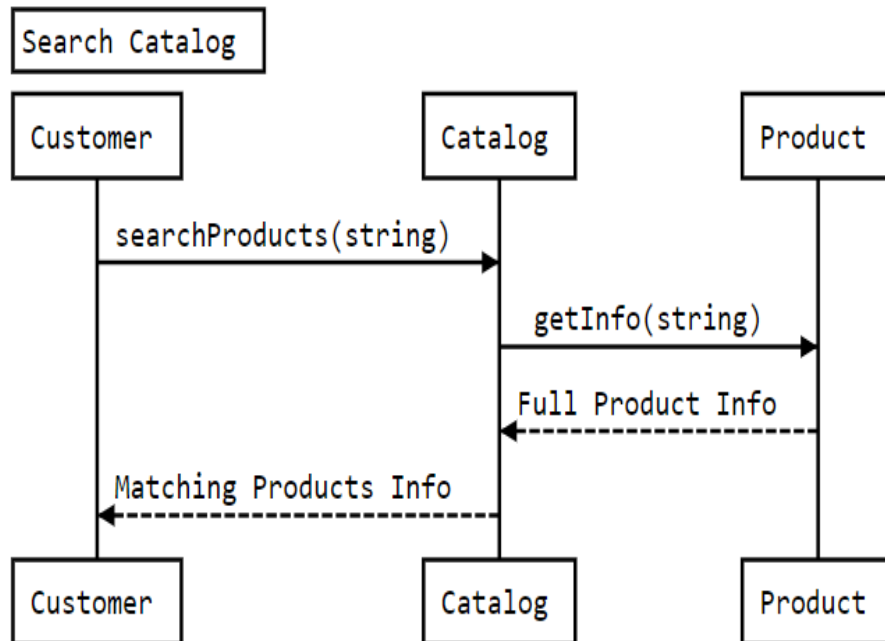 Search Catalog
Customer
Catalog
Product
searchProducts(string)
getInfo(string)
Full Product Info
Matching Products Info
Customer
Catalog
Product